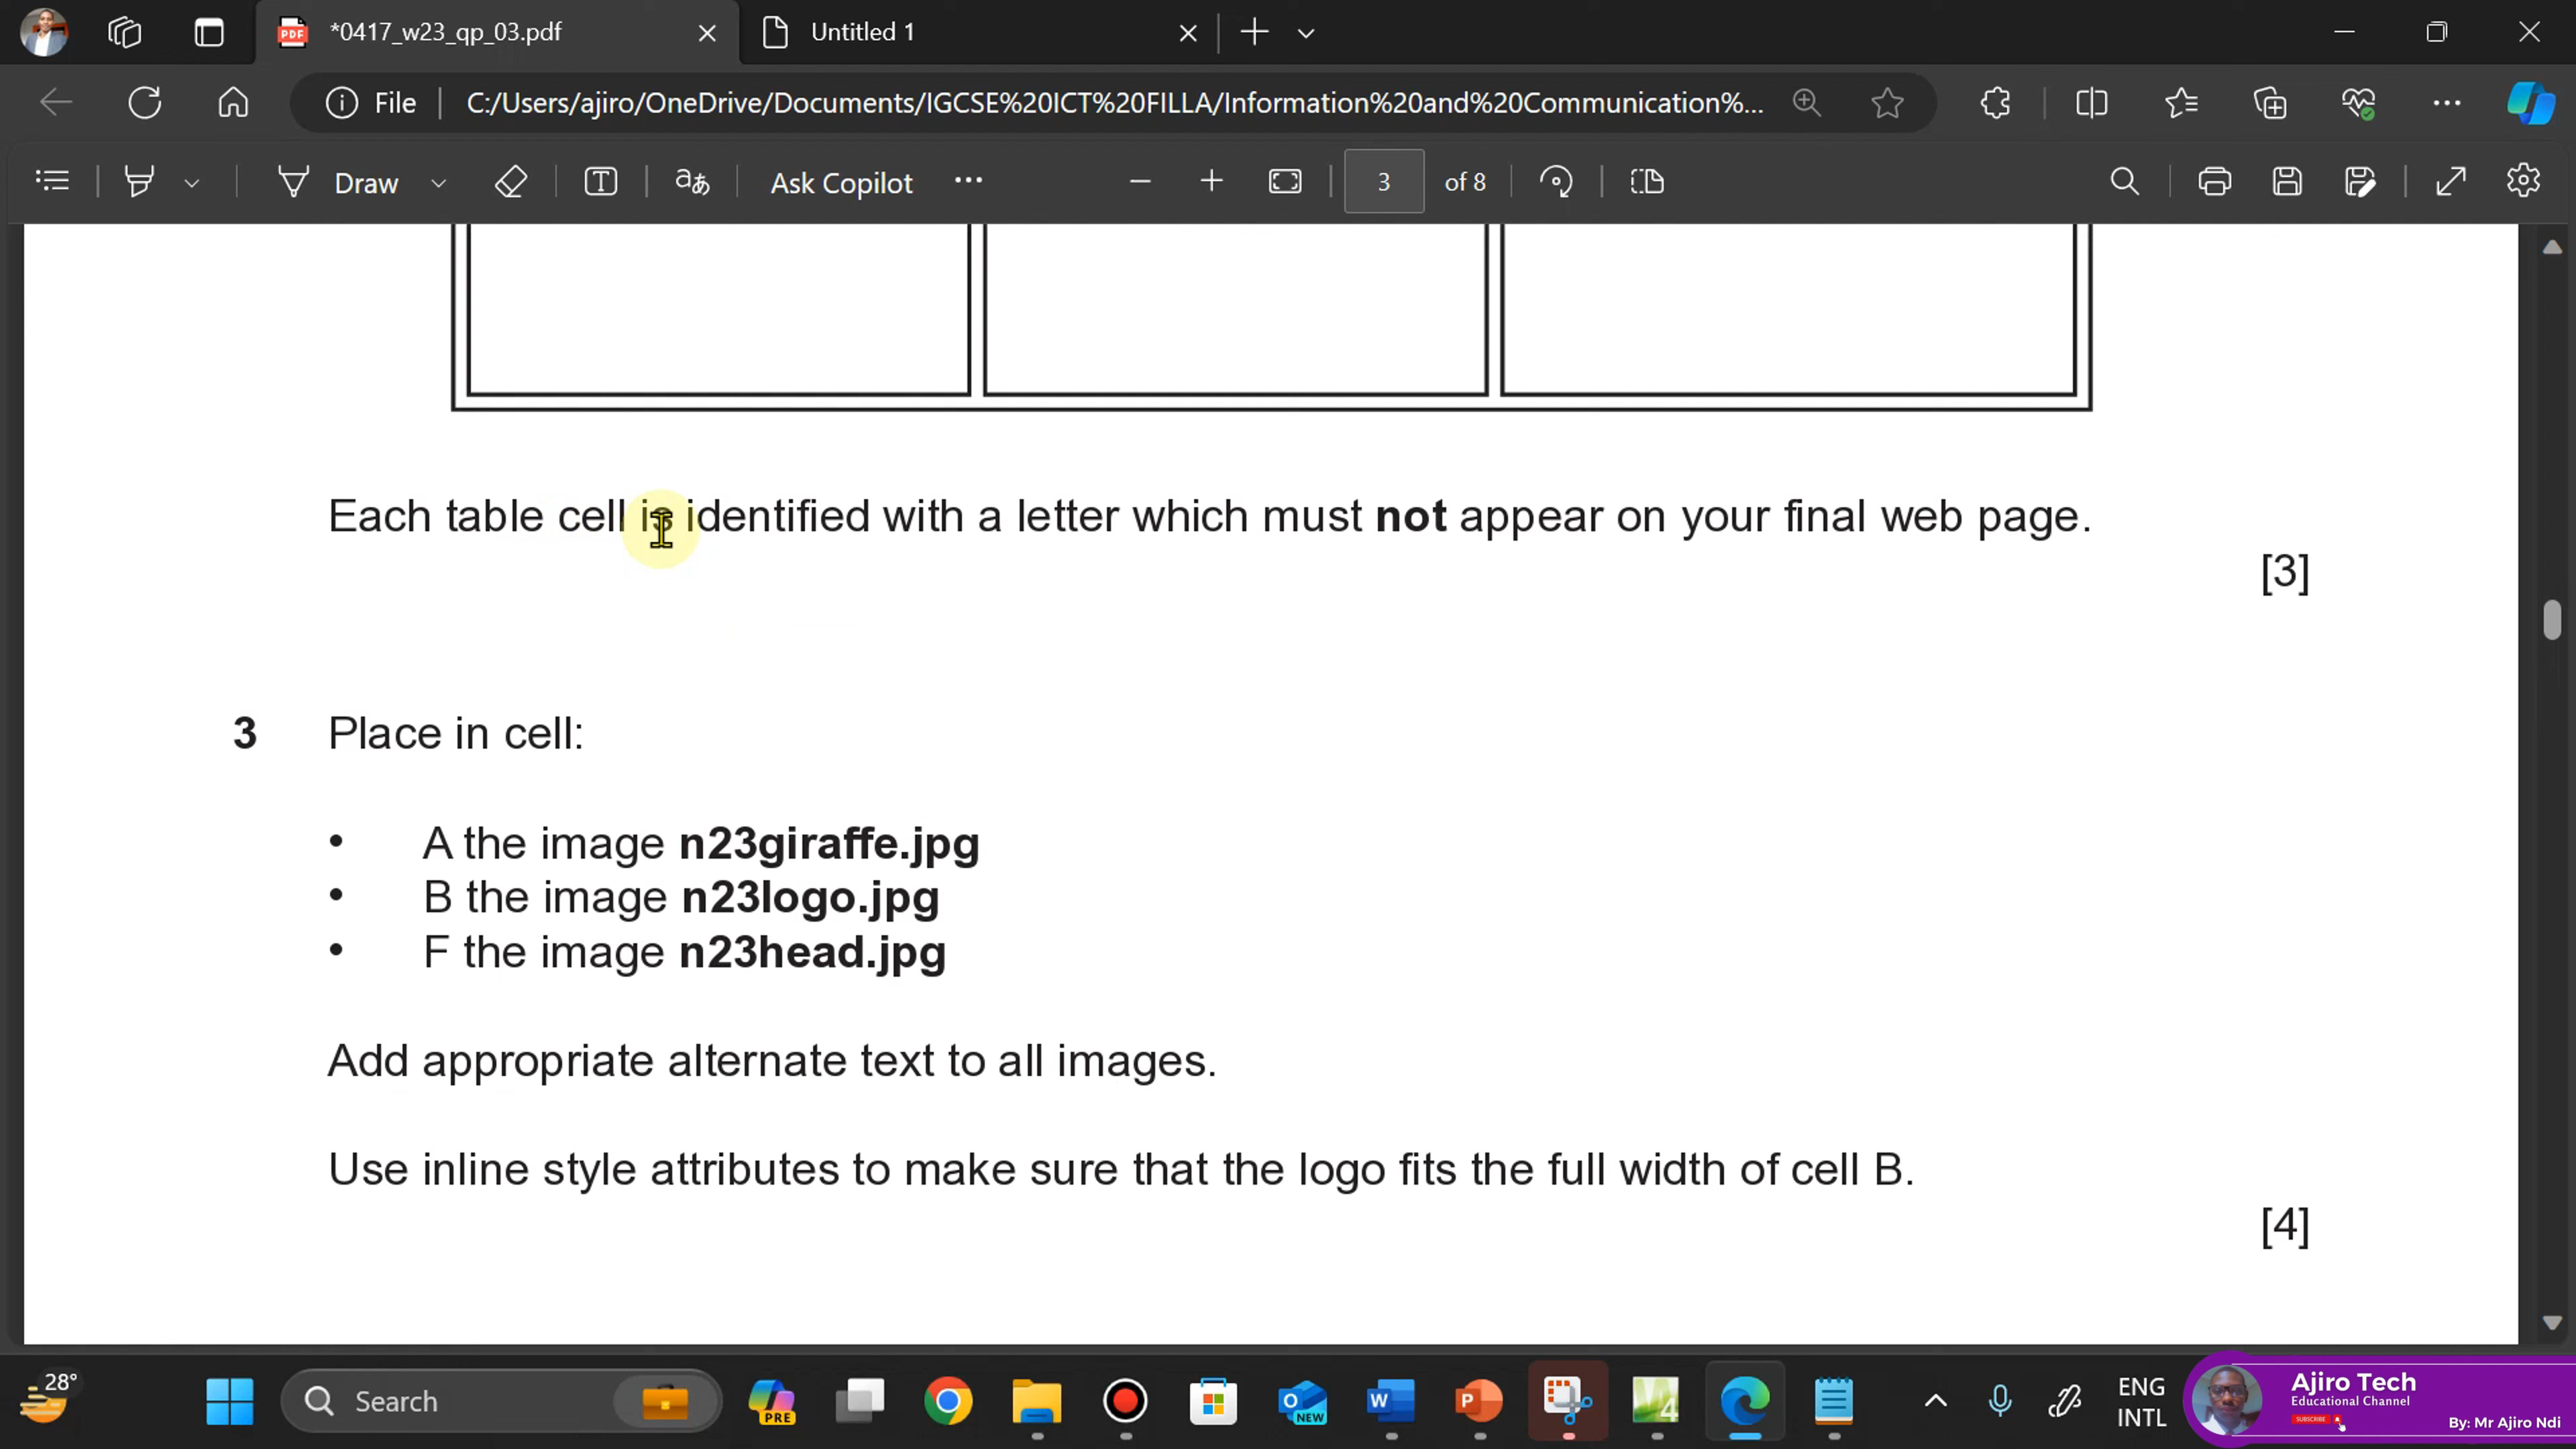 *0417_w23_qp_03.pdf
Untitled 1
File
C:/Users/ajiro/OneDrive/Documents/IGCSE%20ICT%20FILLA/Information%20and%20Communication%...
Draw
Ask Copilot
3
of 8
Each table cell is identified with a letter which must not appear on your final web page.
[3]
3 Place in cell:
• A the image n23giraffe.jpg
• B the image n23logo.jpg
• F the image n23head.jpg
Add appropriate alternate text to all images.
Use inline style attributes to make sure that the logo fits the full width of cell B.
[4]
28°
Search
PRE
NEW
ENG
INTL
Ajiro Tech
Educational Channel
SUBSCRIBE
By: Mr Ajiro Ndi